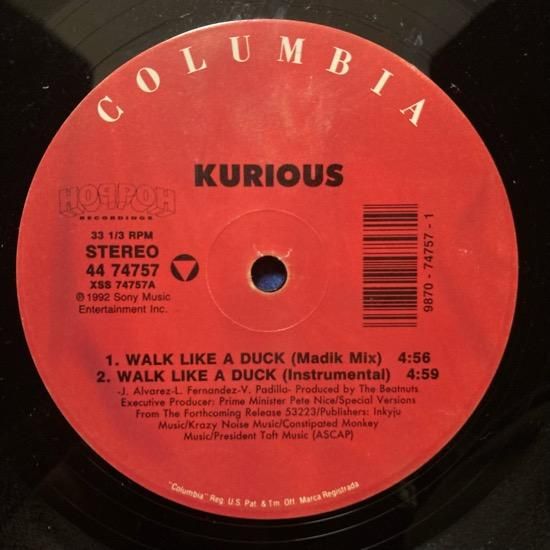 COLUMBIA
KURIOUS
HOPPOH
RECORDINGS
33 1/3 RPM
STEREO
44 74757
XSS 74757A
℗1992 Sony Music
Entertainment Inc.
9870 - 74757 - 1
1. WALK LIKE A DUCK (Madik Mix) 4:56
2. WALK LIKE A DUCK (Instrumental) 4:59
-J. Alvarez-L. Fernandez-V. Padilla- Produced by The Beatnuts
Executive Producer: Prime Minister Pete Nice/Special Versions
From The Forthcoming Release 53223/Publishers: Inkyju
Music/Krazy Noise Music/Constipated Monkey
Music/President Taft Music (ASCAP)
"Columbia" Reg. U.S. Pat. & Tm. Off. Marca Registrada.